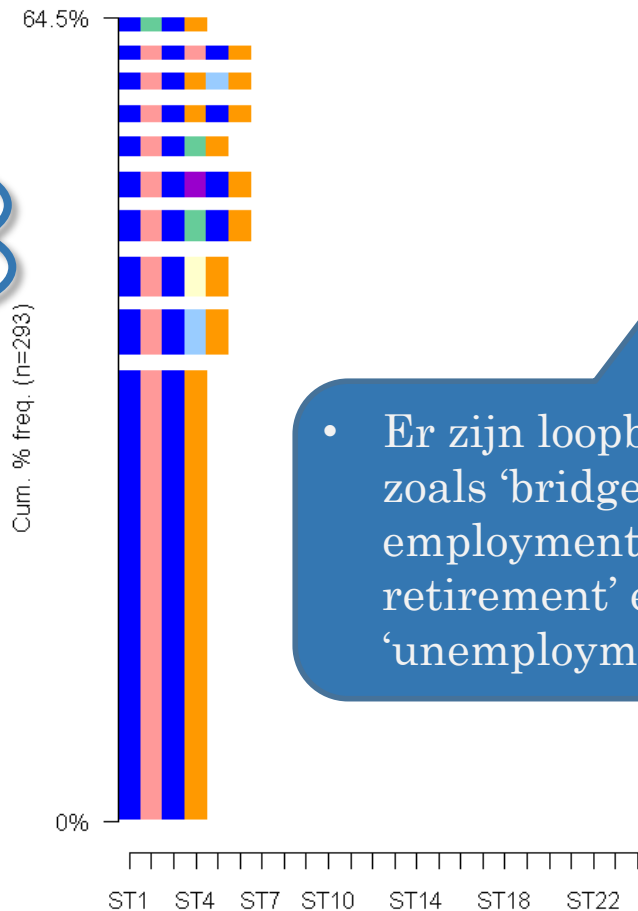 64.5%
Cum. % freq. (n=293)
0%
ST1 ST4 ST7 ST10 ST14 ST18 ST22
• Er zijn loopb
zoals ‘bridge
employment
retirement’ e
‘unemploym